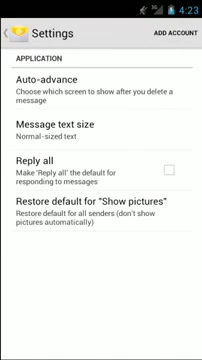 3G 4:23
Settings ADD ACCOUNT
APPLICATION
Auto-advance
Choose which screen to show after you delete a
message
Message text size
Normal-sized text
Reply all
Make 'Reply all' the default for
responding to messages
Restore default for "Show pictures"
Restore default for all senders (don't show
pictures automatically)